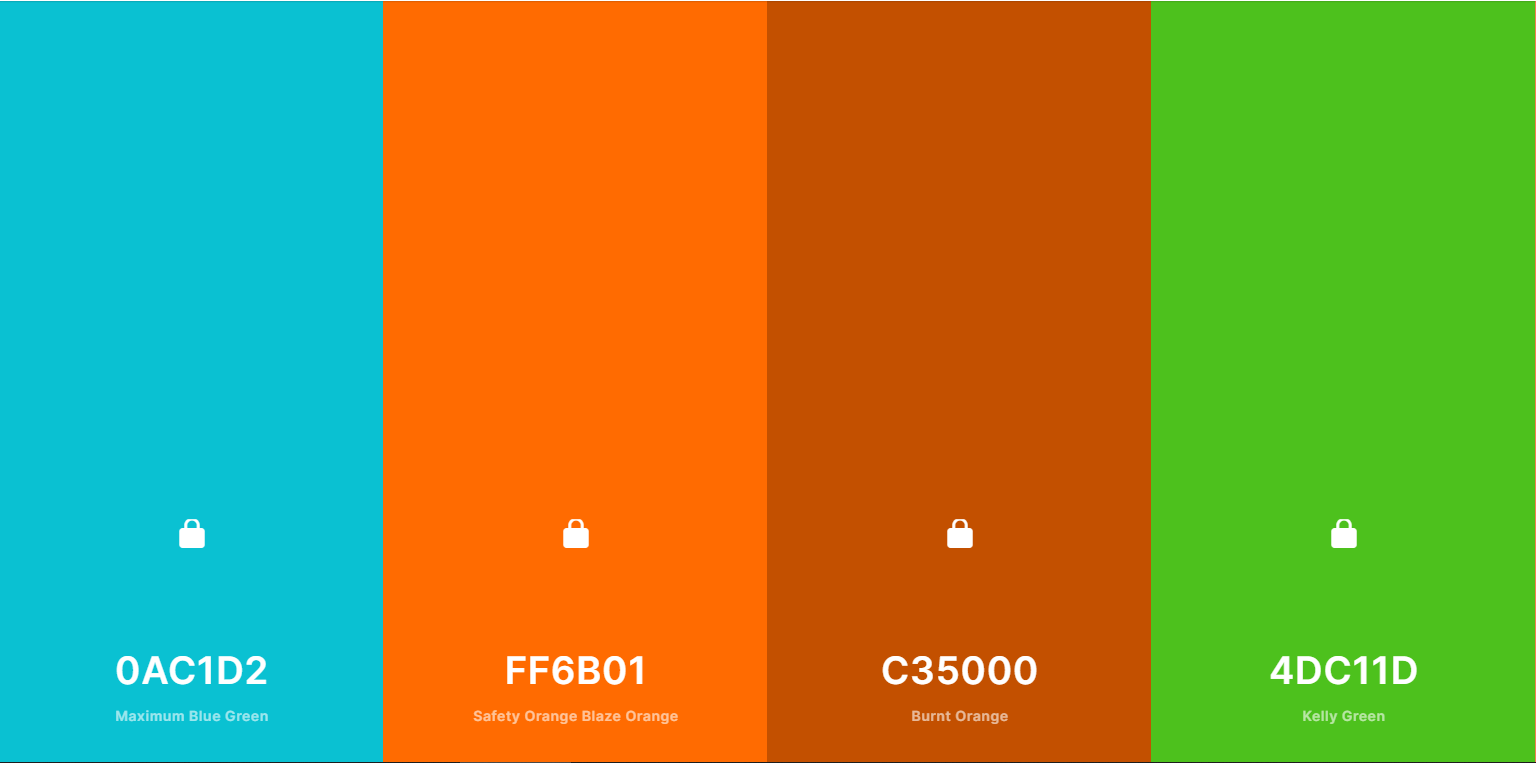 0AC1D2
Maximum Blue Green
FF6B01
Safety Orange Blaze Orange
C35000
Burnt Orange
4DC11D
Kelly Green